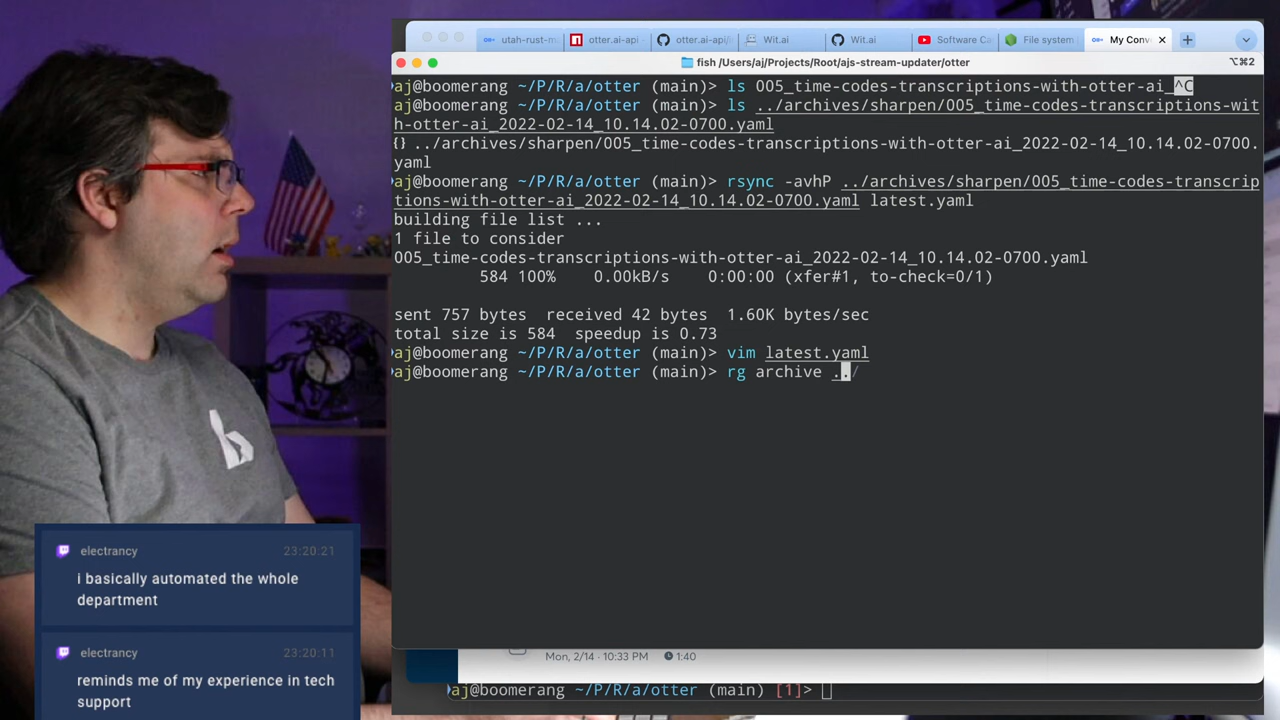 utah-rust-m
otter.ai-api
otter.ai-api/
Wit.ai
Wit.ai
Software Ca
File system
My Conv
fish /Users/aj/Projects/Root/ajs-stream-updater/otter
⌥⌘2
aj@boomerang ~/P/R/a/otter (main)> ls 005_time-codes-transcriptions-with-otter-ai_^C
aj@boomerang ~/P/R/a/otter (main)> ls ../archives/sharpen/005_time-codes-transcriptions-wit
h-otter-ai_2022-02-14_10.14.02-0700.yaml
{} ../archives/sharpen/005_time-codes-transcriptions-with-otter-ai_2022-02-14_10.14.02-0700.
yaml
aj@boomerang ~/P/R/a/otter (main)> rsync -avhP ../archives/sharpen/005_time-codes-transcrip
tions-with-otter-ai_2022-02-14_10.14.02-0700.yaml latest.yaml
building file list ...
1 file to consider
005_time-codes-transcriptions-with-otter-ai_2022-02-14_10.14.02-0700.yaml
584 100% 0.00kB/s 0:00:00 (xfer#1, to-check=0/1)
sent 757 bytes received 42 bytes 1.60K bytes/sec
total size is 584 speedup is 0.73
aj@boomerang ~/P/R/a/otter (main)> vim latest.yaml
aj@boomerang ~/P/R/a/otter (main)> rg archive ../
Mon, 2/14 · 10:33 PM 1:40
aj@boomerang ~/P/R/a/otter (main) [1]>
electrancy 23:20:21
i basically automated the whole
department
electrancy 23:20:11
reminds me of my experience in tech
support